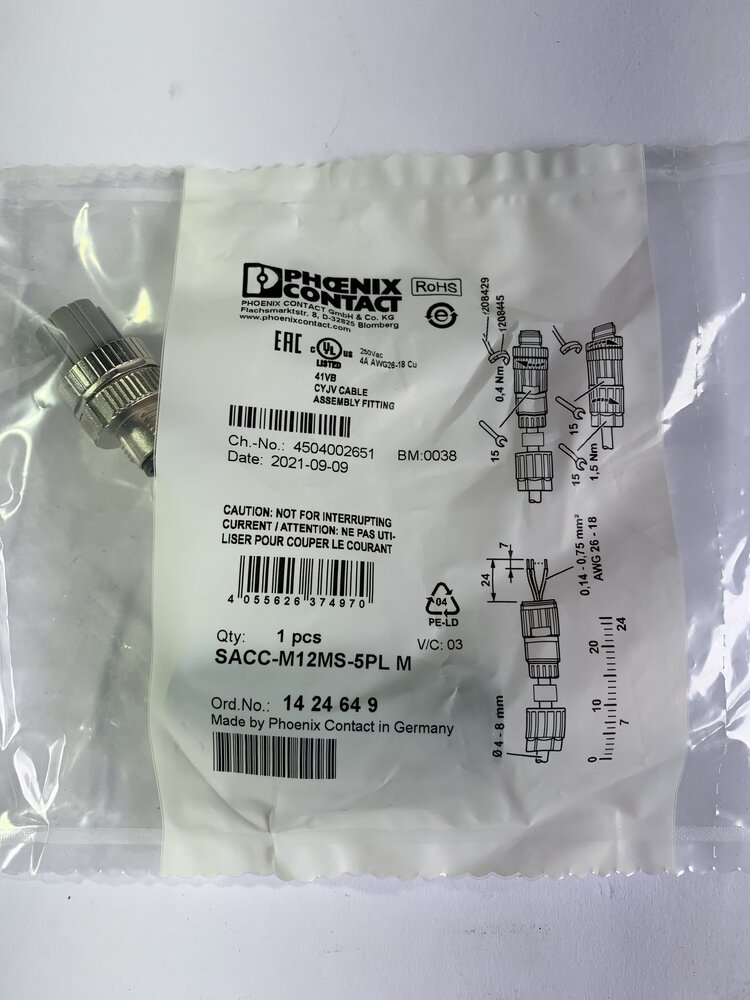 PHŒNIX
CONTACT
RoHS
PHOENIX CONTACT GmbH & Co. KG
Flachsmarktstr. 8, D-32825 Blomberg
www.phoenixcontact.com
e
EAC
c UL us
LISTED
250Vac
4A AWG26-18 Cu
41VB
CYJV CABLE
ASSEMBLY FITTING
Ch.-No.: 4504002651
BM:0038
Date: 2021-09-09
CAUTION: NOT FOR INTERRUPTING
CURRENT / ATTENTION: NE PAS UTI-
LISER POUR COUPER LE COURANT
4 055626 374970
04
PE-LD
Qty: 1 pcs
V/C: 03
SACC-M12MS-5PL M
Ord.No.: 14 24 64 9
Made by Phoenix Contact in Germany
1208429
1208445
0,4 Nm
15
15
15
1,5 Nm
7
24
0,14 - 0,75 mm²
AWG 26 - 18
Ø 4 - 8 mm
0
7
10
20
24